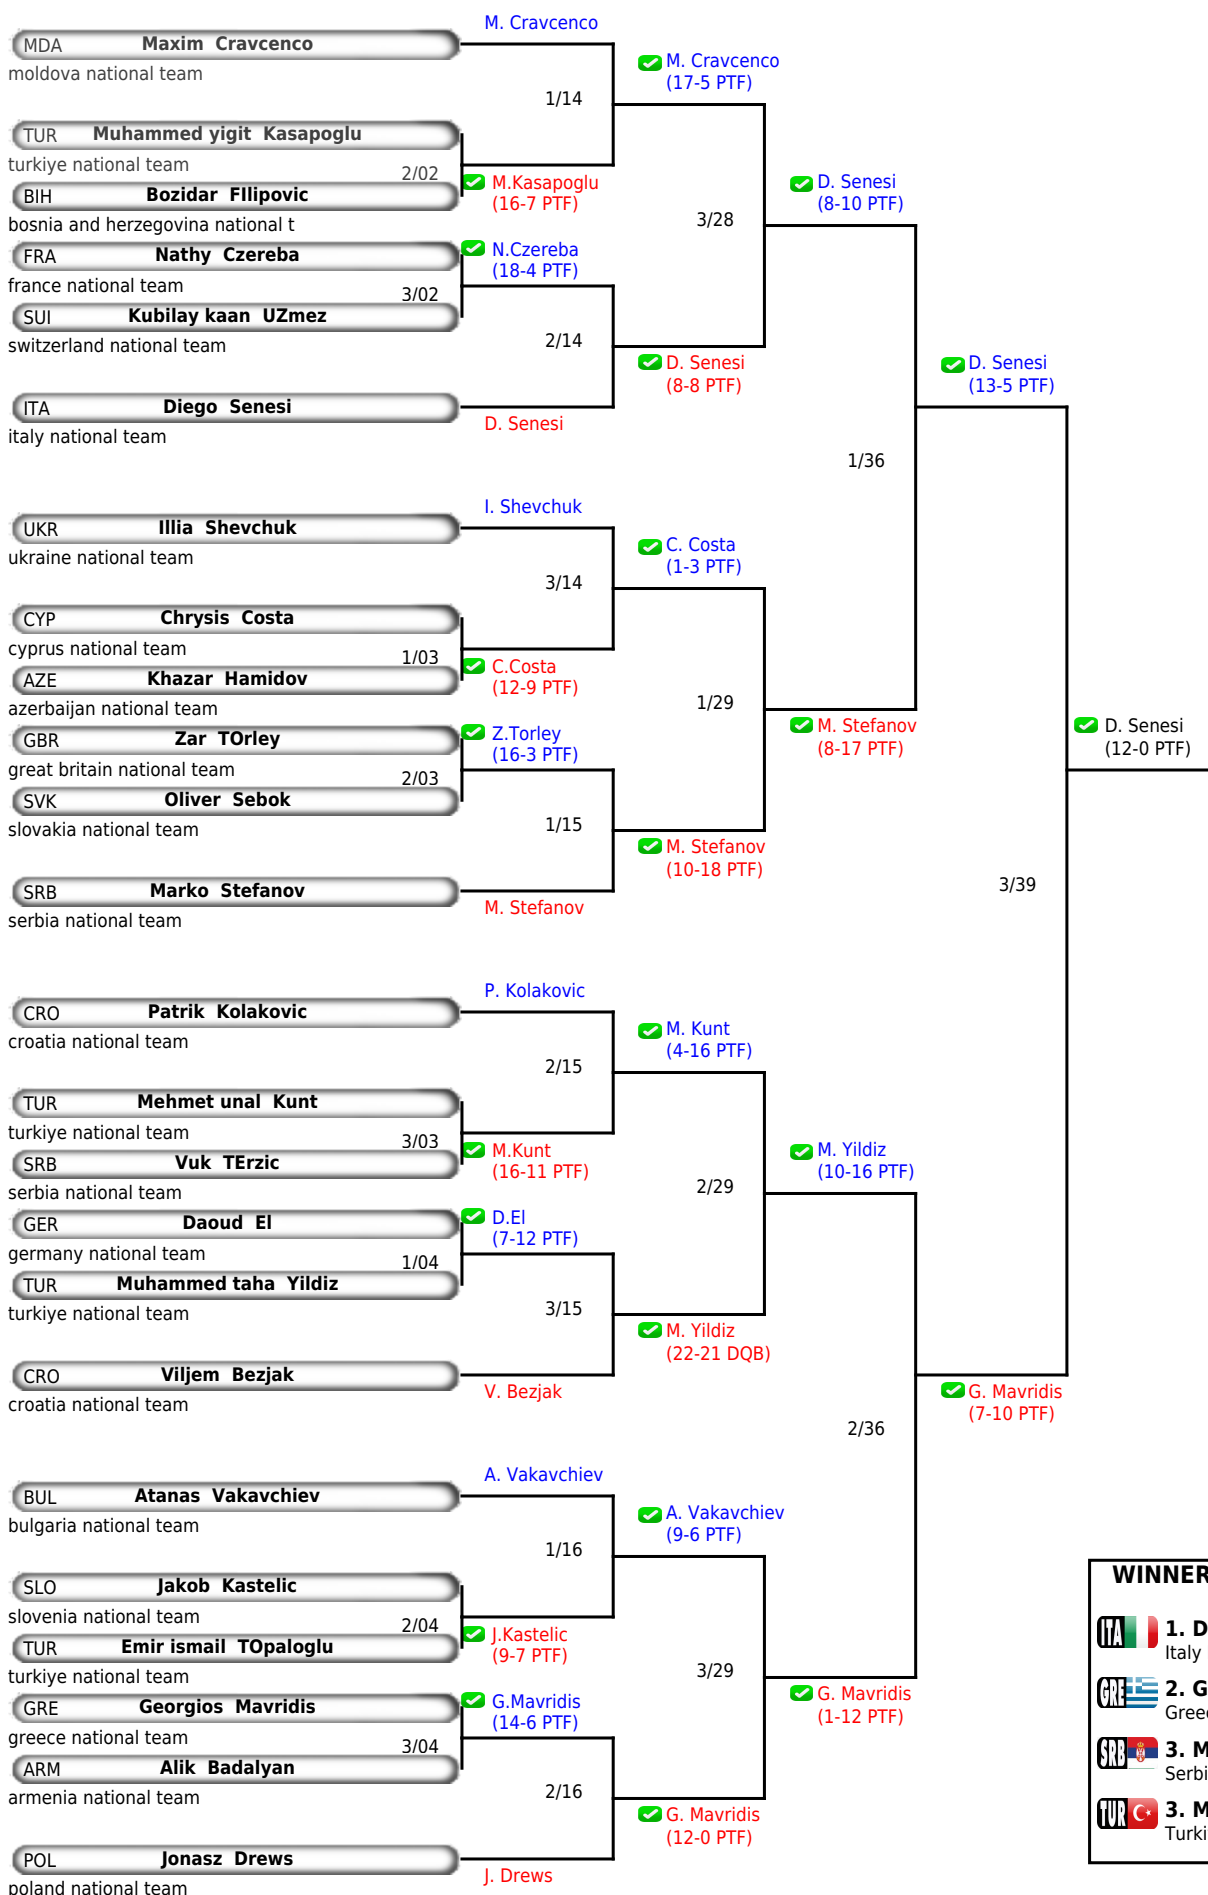 M. Cravcenco
MDA Maxim Cravcenco
moldova national team
M. Cravcenco
(17-5 PTF)
1/14
TUR Muhammed yigit Kasapoglu
turkiye national team
2/02
M.Kasapoglu
(16-7 PTF)
BIH Bozidar FIlipovic
bosnia and herzegovina national t
D. Senesi
(8-10 PTF)
3/28
FRA Nathy Czereba
france national team
N.Czereba
(18-4 PTF)
3/02
SUI Kubilay kaan UZmez
switzerland national team
2/14
D. Senesi
(8-8 PTF)
D. Senesi
(13-5 PTF)
ITA Diego Senesi
italy national team
D. Senesi
1/36
I. Shevchuk
UKR Illia Shevchuk
ukraine national team
C. Costa
(1-3 PTF)
3/14
CYP Chrysis Costa
cyprus national team
1/03
C.Costa
(12-9 PTF)
AZE Khazar Hamidov
azerbaijan national team
1/29
GBR Zar TOrley
great britain national team
Z.Torley
(16-3 PTF)
M. Stefanov
(8-17 PTF)
D. Senesi
(12-0 PTF)
2/03
SVK Oliver Sebok
slovakia national team
1/15
M. Stefanov
(10-18 PTF)
3/39
SRB Marko Stefanov
serbia national team
M. Stefanov
P. Kolakovic
CRO Patrik Kolakovic
croatia national team
M. Kunt
(4-16 PTF)
2/15
TUR Mehmet unal Kunt
turkiye national team
3/03
M.Kunt
(16-11 PTF)
SRB Vuk TErzic
serbia national team
M. Yildiz
(10-16 PTF)
2/29
GER Daoud El
germany national team
D.El
(7-12 PTF)
1/04
TUR Muhammed taha Yildiz
turkiye national team
3/15
M. Yildiz
(22-21 DQB)
CRO Viljem Bezjak
croatia national team
V. Bezjak
G. Mavridis
(7-10 PTF)
2/36
A. Vakavchiev
BUL Atanas Vakavchiev
bulgaria national team
A. Vakavchiev
(9-6 PTF)
1/16
SLO Jakob Kastelic
slovenia national team
2/04
J.Kastelic
(9-7 PTF)
TUR Emir ismail TOpaloglu
turkiye national team
3/29
GRE Georgios Mavridis
greece national team
G.Mavridis
(14-6 PTF)
G. Mavridis
(1-12 PTF)
3/04
ARM Alik Badalyan
armenia national team
2/16
G. Mavridis
(12-0 PTF)
POL Jonasz Drews
poland national team
J. Drews
WINNER
ITA 1. D
Italy
GRE 2. G
Greec
SRB 3. M
Serbi
TUR 3. M
Turki